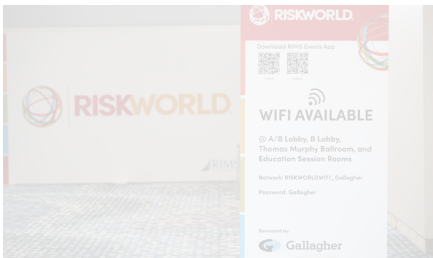 RISKWORLD
Download RIMS Events App
WIFI AVAILABLE
@ A/B Lobby, B Lobby,
Thomas Murphy Ballroom, and
Education Session Rooms
Network: RISKWORLDWIFI_Gallagher
Password: Gallagher
Sponsored by
Gallagher
RISKWORLD
RIMS